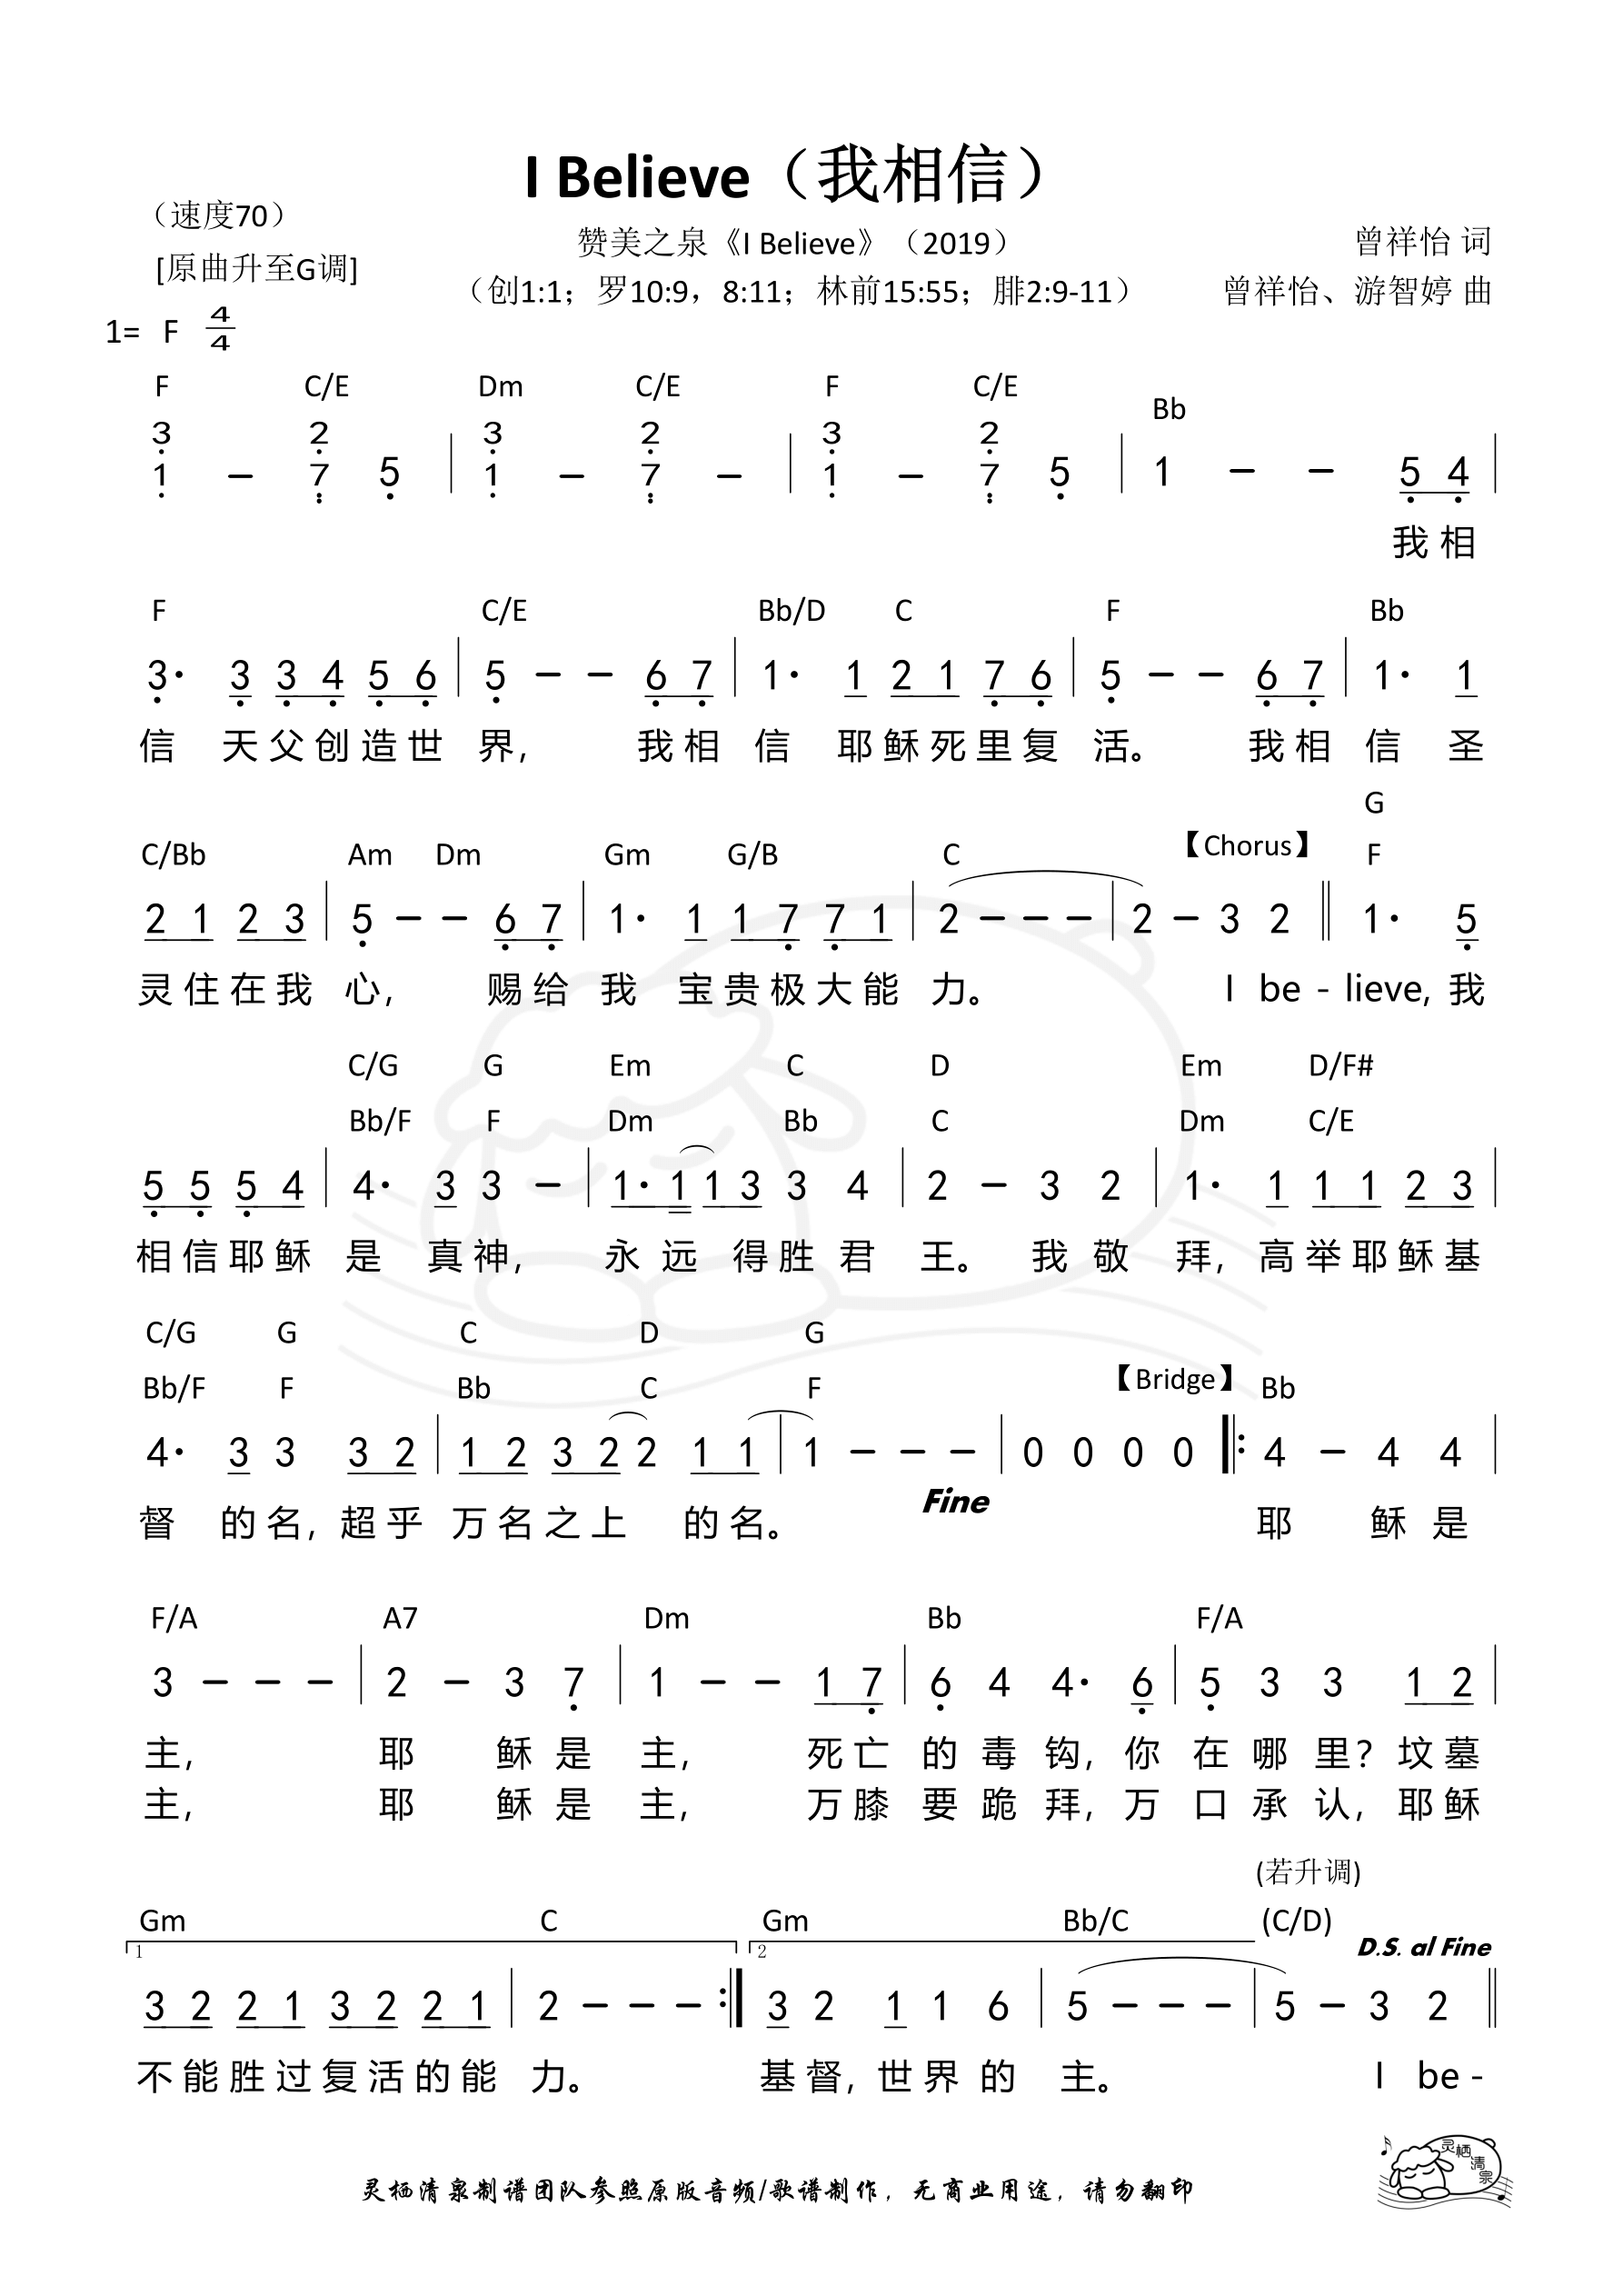 I Believe（我相信）
（速度70）
赞美之泉《I Believe》（2019）
曾祥怡 词
[原曲升至G调]
（创1:1；罗10:9，8:11；林前15:55；腓2:9-11）
曾祥怡、游智婷 曲
1= F 4/4
F C/E Dm C/E F C/E Bb
3 2 3 2 3 2
1 – 7 5 | 1 – 7 – | 1 – 7 5 | 1 – – 5 4 |
我 相
F C/E Bb/D C F Bb
3· 3 3 4 5 6 | 5 – – 6 7 | 1· 1 2 1 7 6 | 5 – – 6 7 | 1· 1
信 天 父 创 造 世 界, 我 相 信 耶 稣 死 里 复 活。 我 相 信 圣
G
C/Bb Am Dm Gm G/B C 【Chorus】 F
2 1 2 3 | 5 – – 6 7 | 1· 1 1 7 7 1 | 2 – – – | 2 – 3 2 || 1· 5
灵 住 在 我 心, 赐 给 我 宝 贵 极 大 能 力。 I be - lieve, 我
C/G G Em C D Em D/F#
Bb/F F Dm Bb C Dm C/E
5 5 5 4 | 4· 3 3 – | 1· 1 1 3 3 4 | 2 – 3 2 | 1· 1 1 1 2 3 |
相 信 耶 稣 是 真 神, 永 远 得 胜 君 王。 我 敬 拜, 高 举 耶 稣 基
C/G G C D G
Bb/F F Bb C F 【Bridge】 Bb
4· 3 3 3 2 | 1 2 3 2 2 1 1 | 1 – – – | 0 0 0 0 |: 4 – 4 4 |
Fine
督 的 名, 超 乎 万 名 之 上 的 名。 耶 稣 是
F/A A7 Dm Bb F/A
3 – – – | 2 – 3 7 | 1 – – 1 7 | 6 4 4· 6 | 5 3 3 1 2 |
主, 耶 稣 是 主, 死 亡 的 毒 钩, 你 在 哪 里? 坟 墓
主, 耶 稣 是 主, 万 膝 要 跪 拜, 万 口 承 认, 耶 稣
(若升调)
Gm C Gm Bb/C (C/D)
1 2 D.S. al Fine
3 2 2 1 3 2 2 1 | 2 – – – :| 3 2 1 1 6 | 5 – – – | 5 – 3 2 ||
不 能 胜 过 复 活 的 能 力。 基 督, 世 界 的 主。 I be -
灵栖清泉
灵栖清泉制谱团队参照原版音频/歌谱制作，无商业用途，请勿翻印